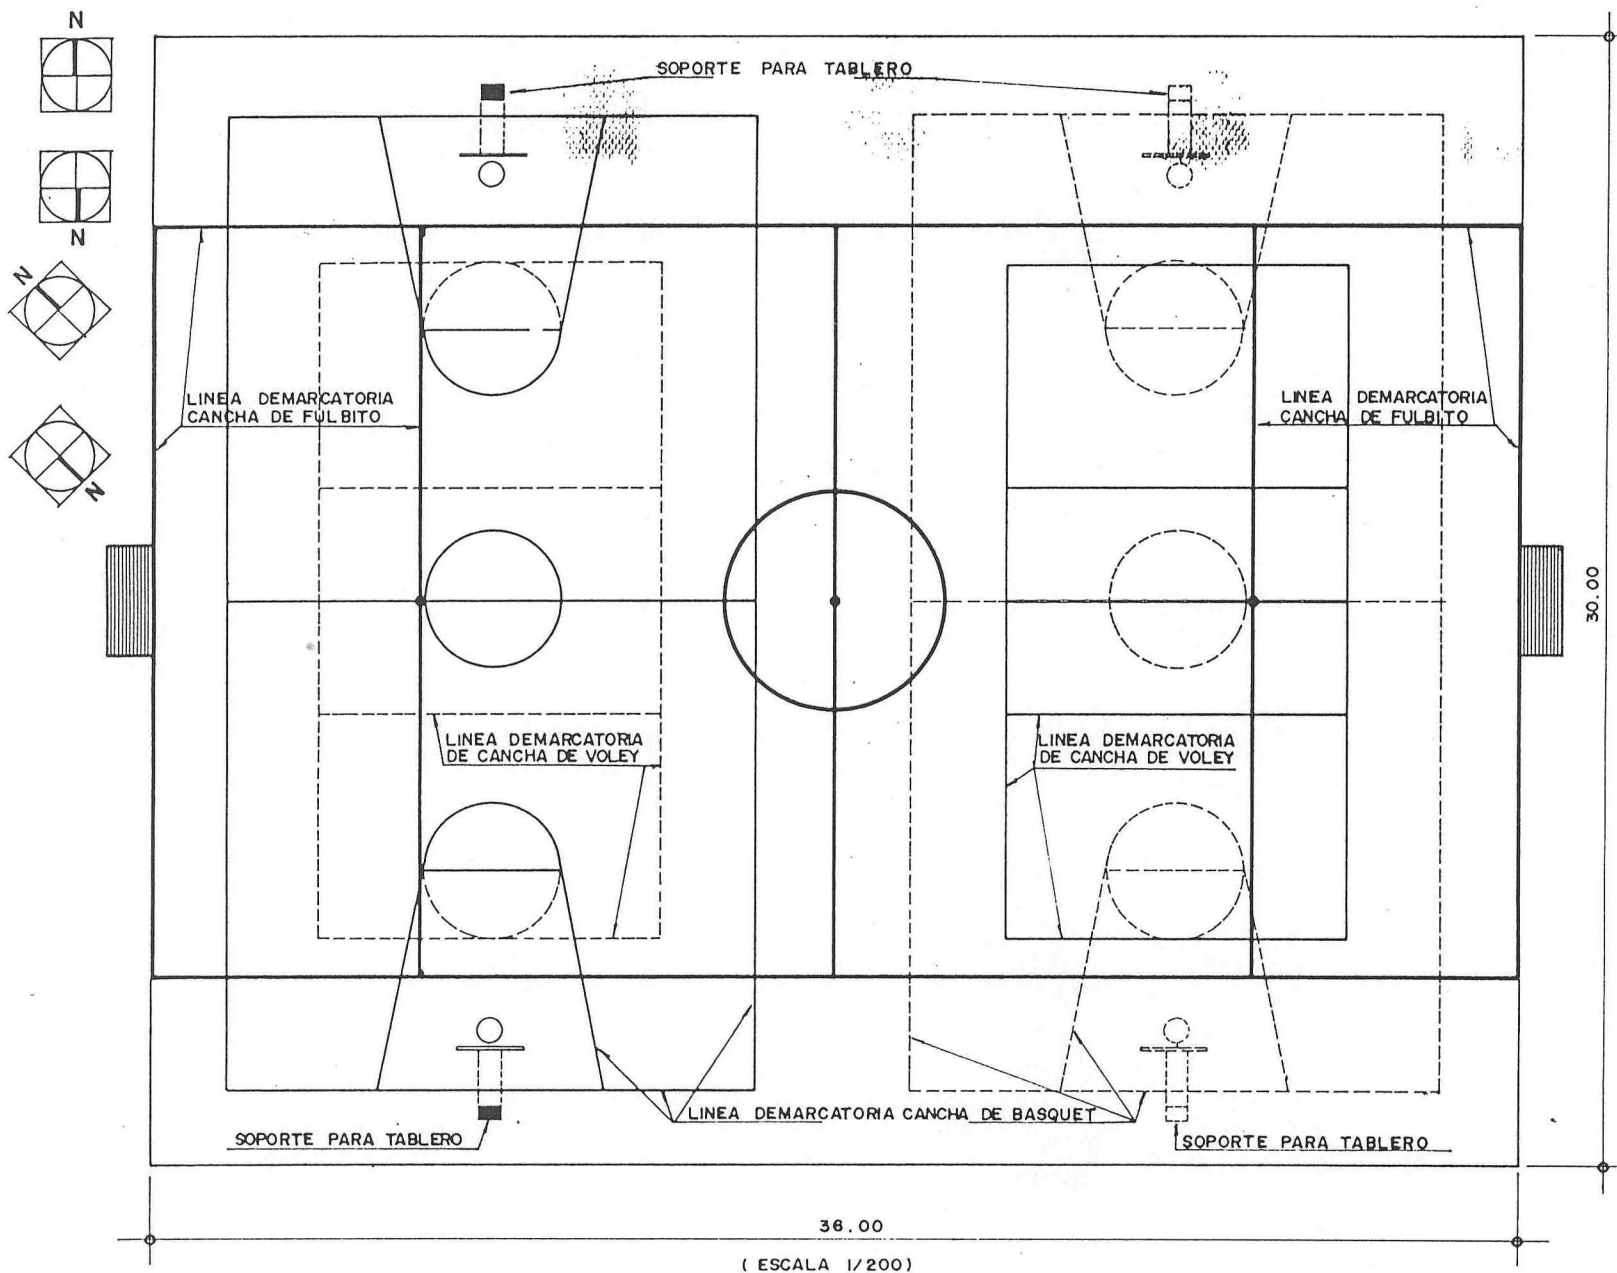 N
SOPORTE PARA TABLERO
N
N
N
LINEA DEMARCATORIA
CANCHA DE FULBITO
LINEA DEMARCATORIA
CANCHA DE FULBITO
30.00
LINEA DEMARCATORIA
DE CANCHA DE VOLEY
LINEA DEMARCATORIA
DE CANCHA DE VOLEY
LINEA DEMARCATORIA CANCHA DE BASQUET
SOPORTE PARA TABLERO
SOPORTE PARA TABLERO
36.00
( ESCALA 1/200)